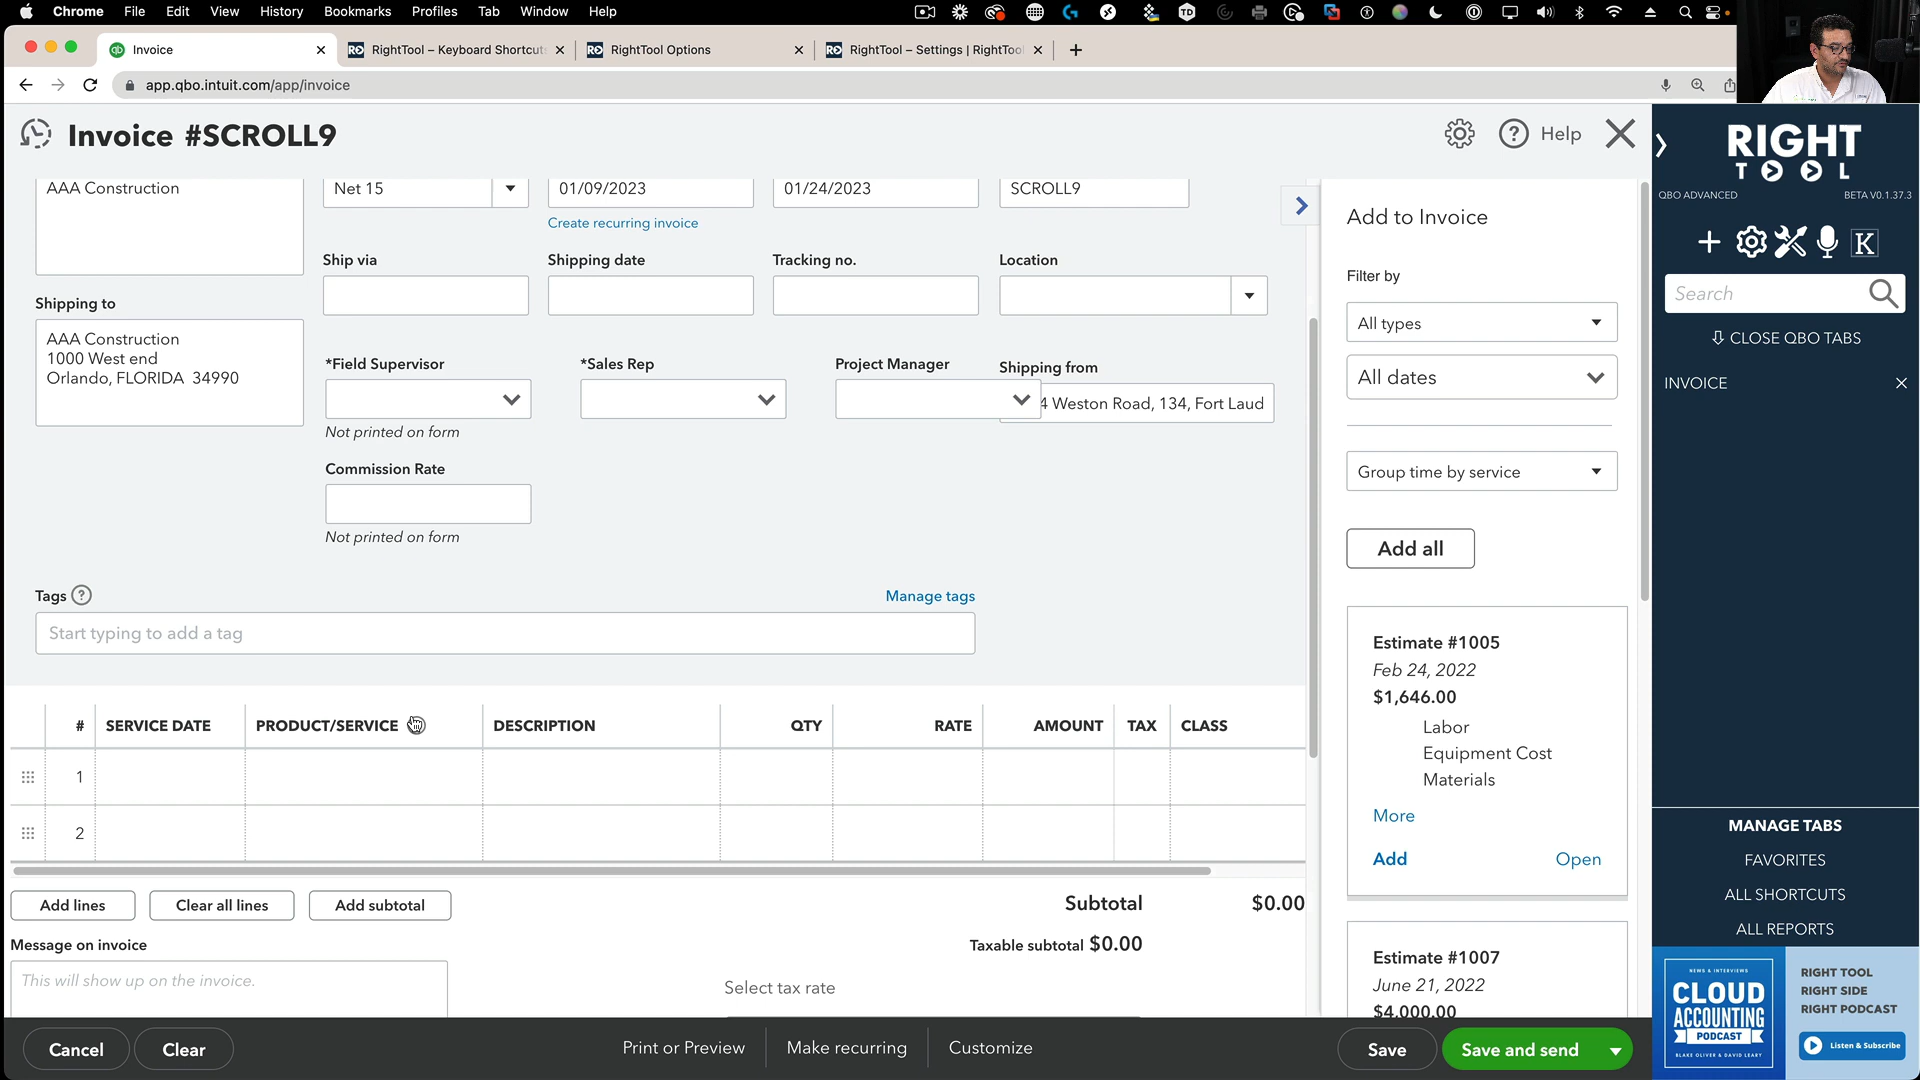 Chrome File Edit View History Bookmarks Profiles Tab Window Help
Invoice
RightTool – Keyboard Shortcut
RightTool Options
RightTool – Settings | RightTool
app.qbo.intuit.com/app/invoice
Invoice #SCROLL9
Help
AAA Construction
Net 15
01/09/2023
01/24/2023
SCROLL9
Create recurring invoice
Ship via
Shipping date
Tracking no.
Location
Shipping to
AAA Construction
1000 West end
Orlando, FLORIDA 34990
*Field Supervisor
*Sales Rep
Project Manager
Shipping from
4 Weston Road, 134, Fort Laud
Not printed on form
Commission Rate
Not printed on form
Tags
Manage tags
Start typing to add a tag
# SERVICE DATE PRODUCT/SERVICE DESCRIPTION QTY RATE AMOUNT TAX CLASS
1
2
Add lines
Clear all lines
Add subtotal
Subtotal $0.00
Taxable subtotal $0.00
Message on invoice
This will show up on the invoice.
Select tax rate
Cancel
Clear
Print or Preview
Make recurring
Customize
Save
Save and send
Add to Invoice
Filter by
All types
All dates
Group time by service
Add all
Estimate #1005
Feb 24, 2022
$1,646.00
Labor
Equipment Cost
Materials
More
Add
Open
Estimate #1007
June 21, 2022
$4,000.00
RIGHT
TOOL
QBO ADVANCED
BETA V0.1.37.3
K
Search
CLOSE QBO TABS
INVOICE
MANAGE TABS
FAVORITES
ALL SHORTCUTS
ALL REPORTS
NEWS & INTERVIEWS
CLOUD
ACCOUNTING
PODCAST
BLAKE OLIVER & DAVID LEARY
RIGHT TOOL
RIGHT SIDE
RIGHT PODCAST
Listen & Subscribe